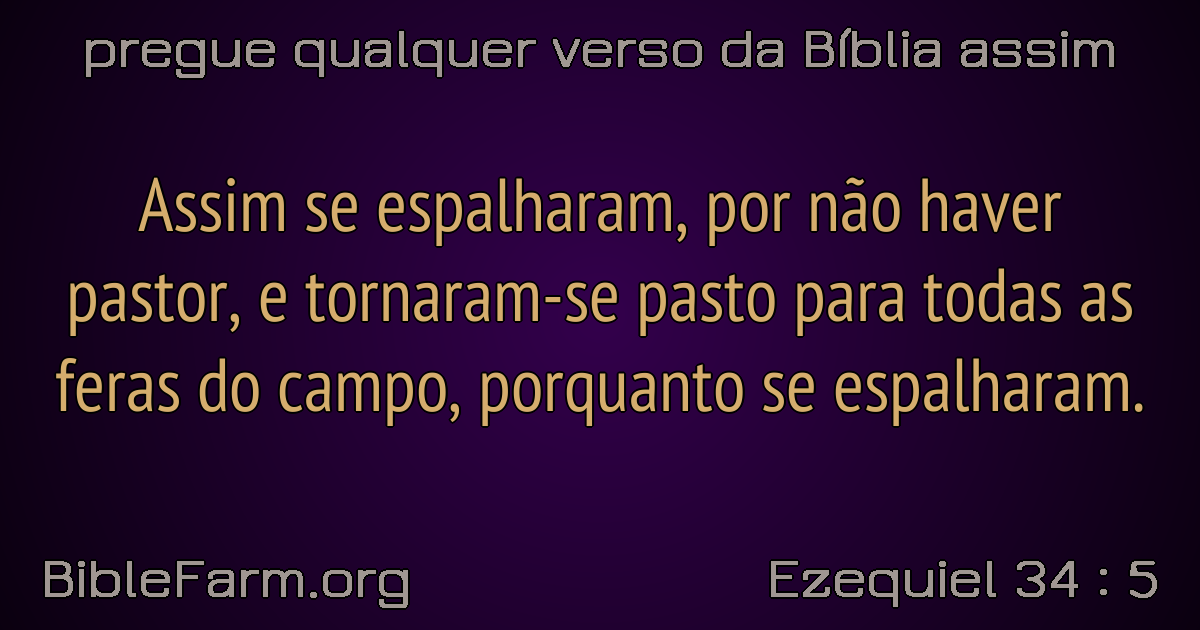 pregue qualquer verso da Bíblia assim
Assim se espalharam, por não haver
pastor, e tornaram-se pasto para todas as
feras do campo, porquanto se espalharam.
BibleFarm.org
Ezequiel 34 : 5